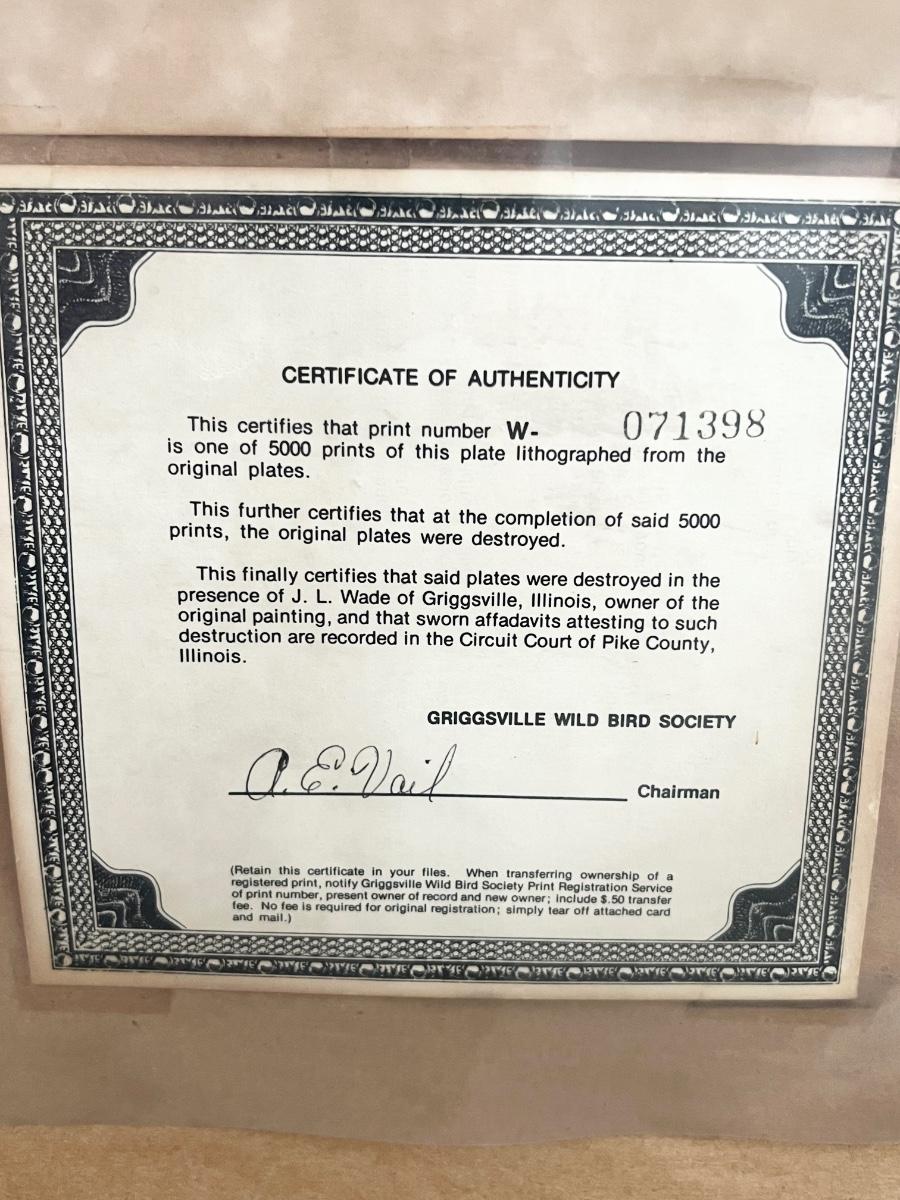 CERTIFICATE OF AUTHENTICITY
This certifies that print number W- 071398
is one of 5000 prints of this plate lithographed from the
original plates.
This further certifies that at the completion of said 5000
prints, the original plates were destroyed.
This finally certifies that said plates were destroyed in the
presence of J. L. Wade of Griggsville, Illinois, owner of the
original painting, and that sworn affadavits attesting to such
destruction are recorded in the Circuit Court of Pike County,
Illinois.
GRIGGSVILLE WILD BIRD SOCIETY
A. E. Vail
Chairman
(Retain this certificate in your files. When transferring ownership of a
registered print, notify Griggsville Wild Bird Society Print Registration Service
of print number, present owner of record and new owner; include $.50 transfer
fee. No fee is required for original registration; simply tear off attached card
and mail.)